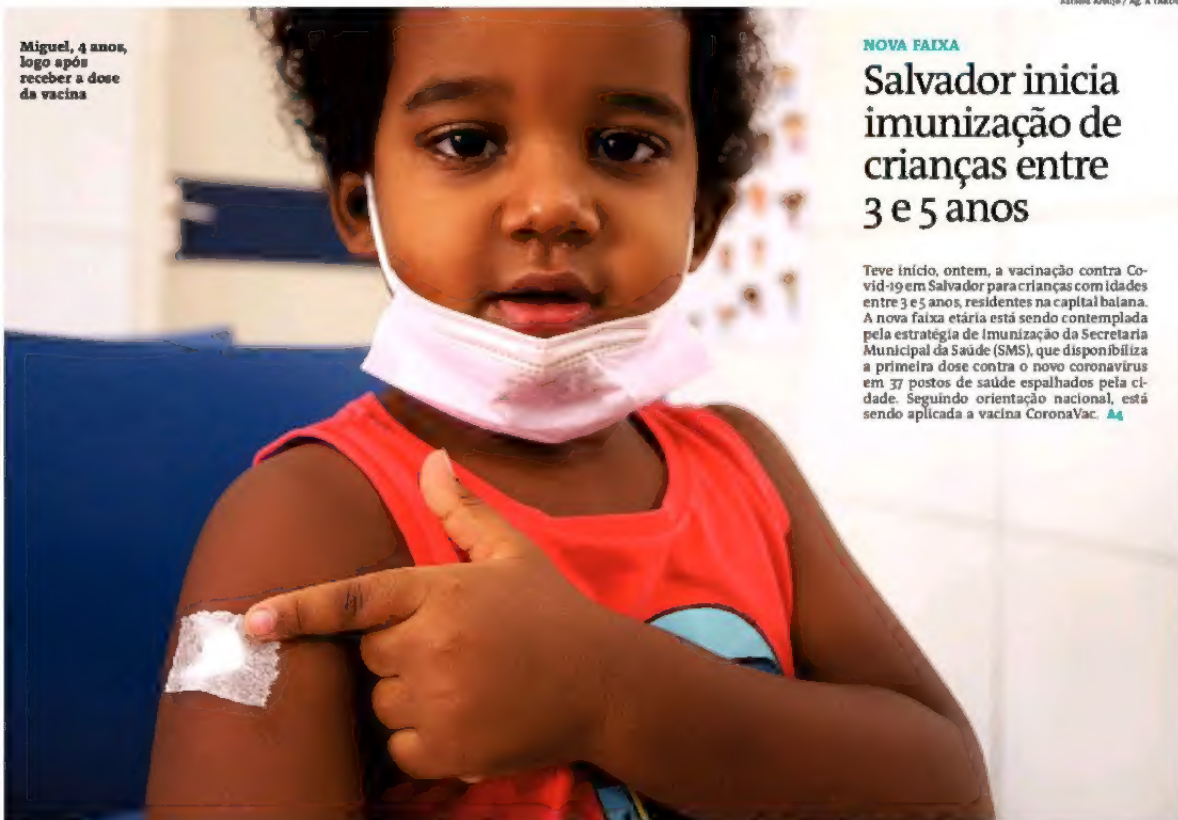 Miguel, 4 anos,
logo após
receber a dose
da vacina
NOVA FAIXA
Salvador inicia
imunização de
crianças entre
3 e 5 anos
Teve início, ontem, a vacinação contra Co-
vid-19 em Salvador para crianças com idades
entre 3 e 5 anos, residentes na capital baiana.
A nova faixa etária está sendo contemplada
pela estratégia de Imunização da Secretaria
Municipal da Saúde (SMS), que disponibiliza
a primeira dose contra o novo coronavírus
em 37 postos de saúde espalhados pela ci-
dade. Seguindo orientação nacional, está
sendo aplicada a vacina CoronaVac. A4